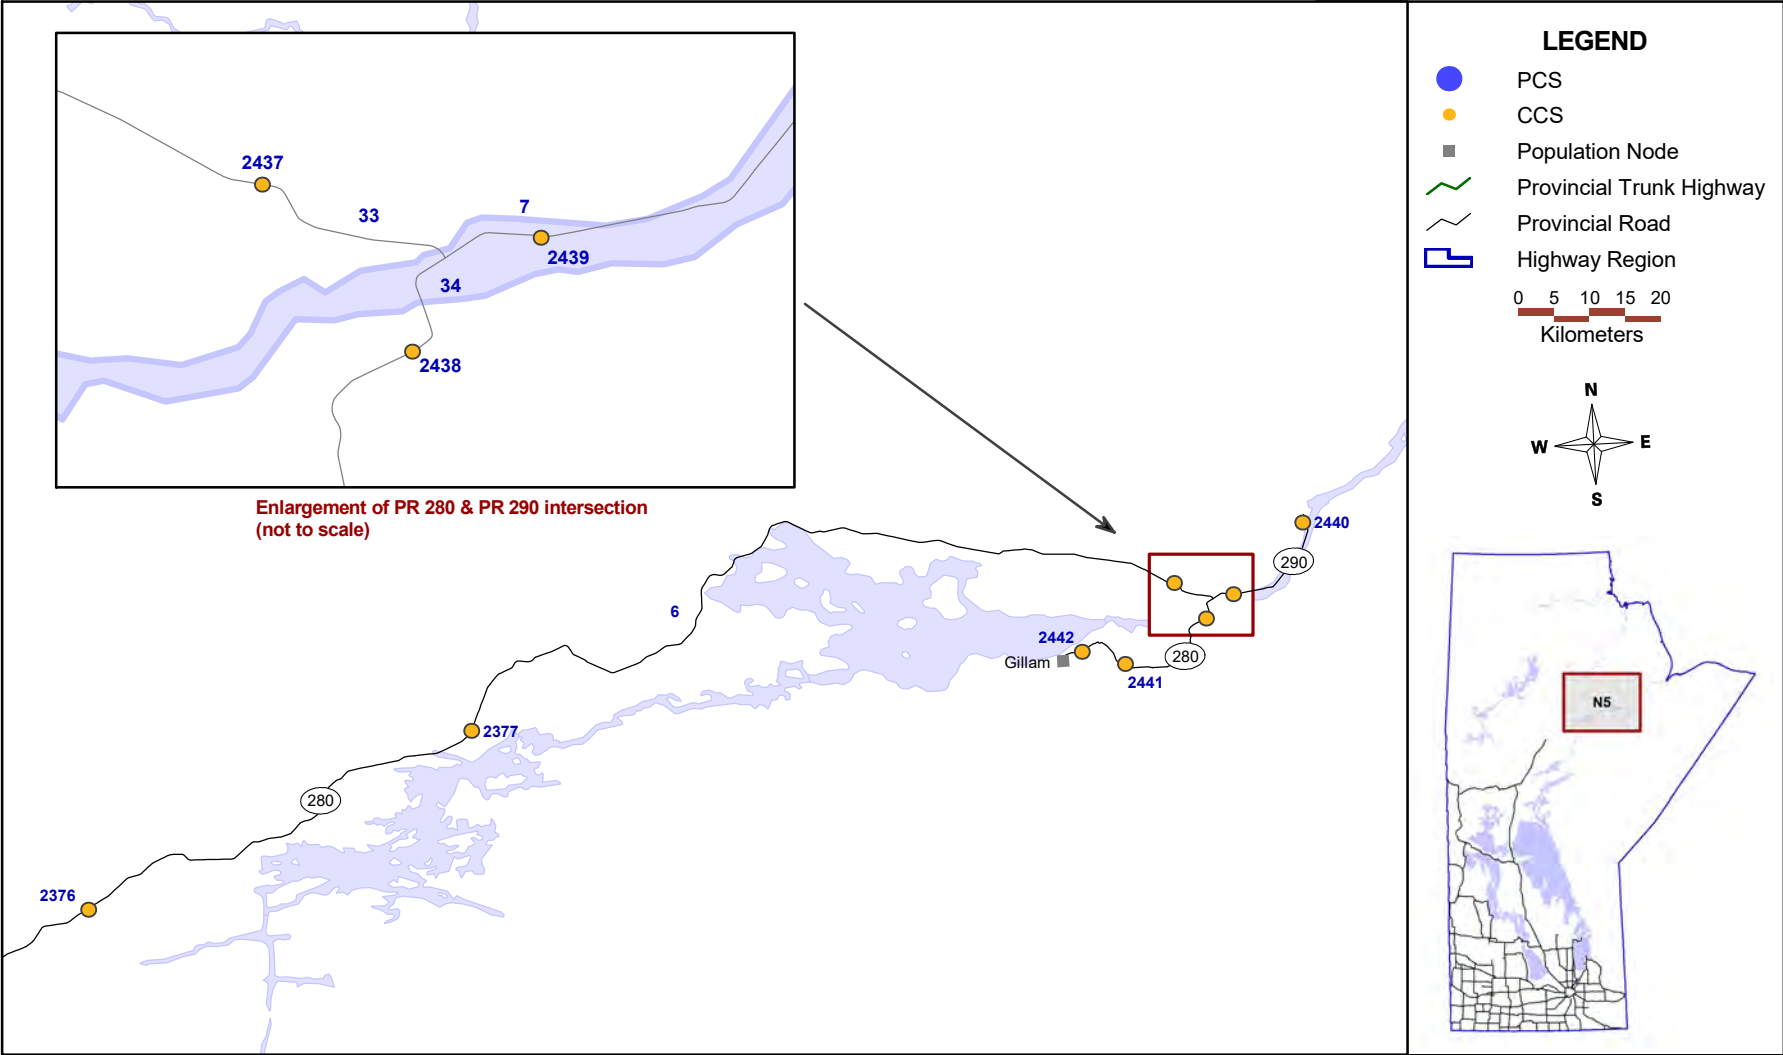 2437
33
7
2439
34
2438
Enlargement of PR 280 & PR 290 intersection
(not to scale)
2440
290
6
2442
Gillam
280
2441
2377
280
2376
LEGEND
PCS
CCS
Population Node
Provincial Trunk Highway
Provincial Road
Highway Region
0 5 10 15 20
Kilometers
N
W E
S
N5